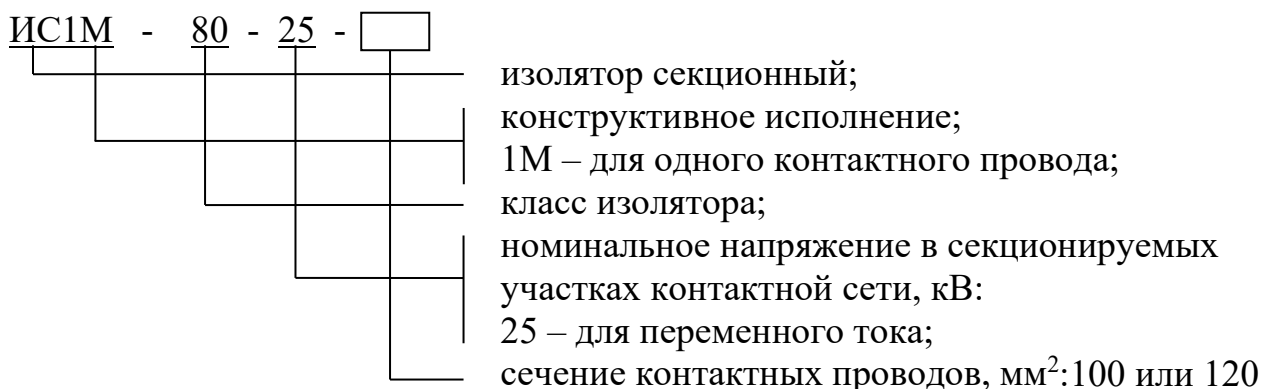 ИС1М - 80 - 25 -
изолятор секционный;
конструктивное исполнение;
1М – для одного контактного провода;
класс изолятора;
номинальное напряжение в секционируемых
участках контактной сети, кВ:
25 – для переменного тока;
сечение контактных проводов, мм²:100 или 120